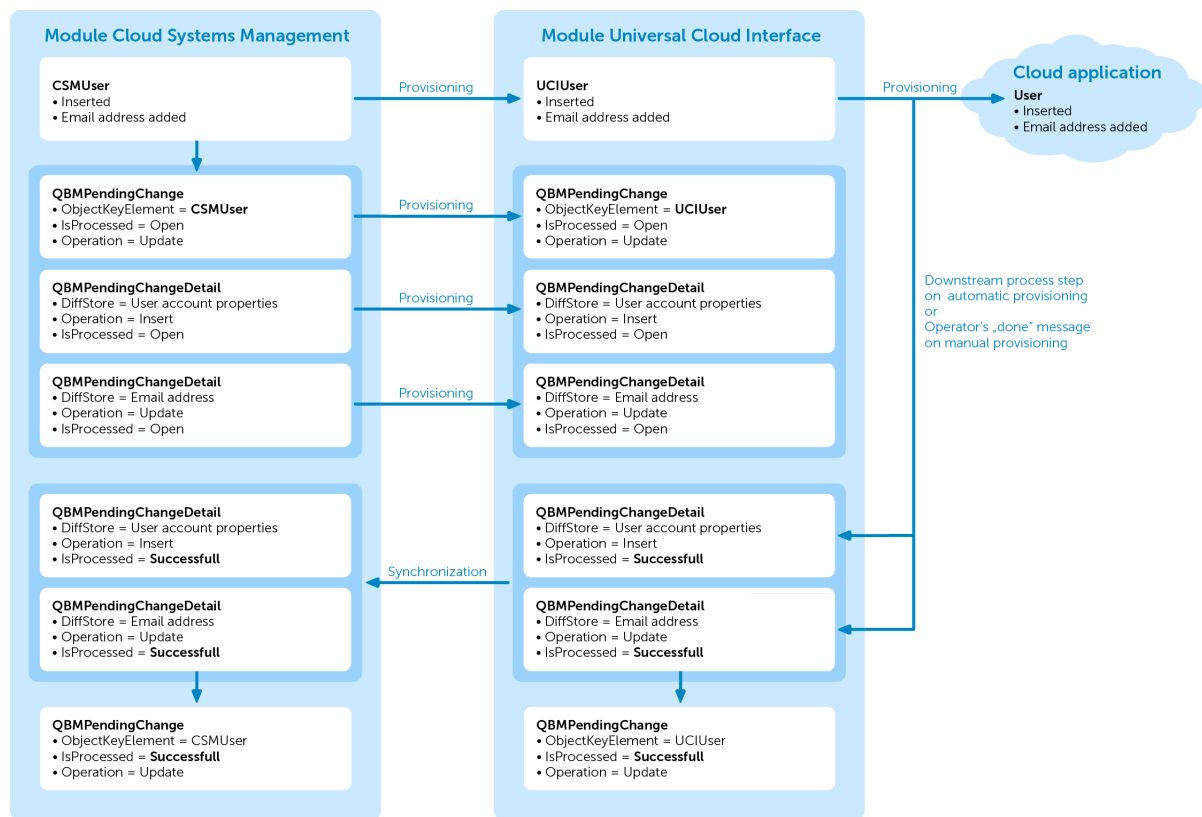 Module Cloud Systems Management
CSMUser
• Inserted
• Email address added
Provisioning
QBMPendingChange
• ObjectKeyElement = CSMUser
• IsProcessed = Open
• Operation = Update
Provisioning
QBMPendingChangeDetail
• DiffStore = User account properties
• Operation = Insert
• IsProcessed = Open
Provisioning
QBMPendingChangeDetail
• DiffStore = Email address
• Operation = Update
• IsProcessed = Open
Provisioning
QBMPendingChangeDetail
• DiffStore = User account properties
• Operation = Insert
• IsProcessed = Successfull
Synchronization
QBMPendingChangeDetail
• DiffStore = Email address
• Operation = Update
• IsProcessed = Successfull
QBMPendingChange
• ObjectKeyElement = CSMUser
• IsProcessed = Successfull
• Operation = Update
Module Universal Cloud Interface
UCIUser
• Inserted
• Email address added
Provisioning
QBMPendingChange
• ObjectKeyElement = UCIUser
• IsProcessed = Open
• Operation = Update
QBMPendingChangeDetail
• DiffStore = User account properties
• Operation = Insert
• IsProcessed = Open
QBMPendingChangeDetail
• DiffStore = Email address
• Operation = Update
• IsProcessed = Open
QBMPendingChangeDetail
• DiffStore = User account properties
• Operation = Insert
• IsProcessed = Successfull
QBMPendingChangeDetail
• DiffStore = Email address
• Operation = Update
• IsProcessed = Successfull
QBMPendingChange
• ObjectKeyElement = UCIUser
• IsProcessed = Successfull
• Operation = Update
Cloud application
User
• Inserted
• Email address added
Downstream process step
on automatic provisioning
or
Operator's „done" message
on manual provisioning